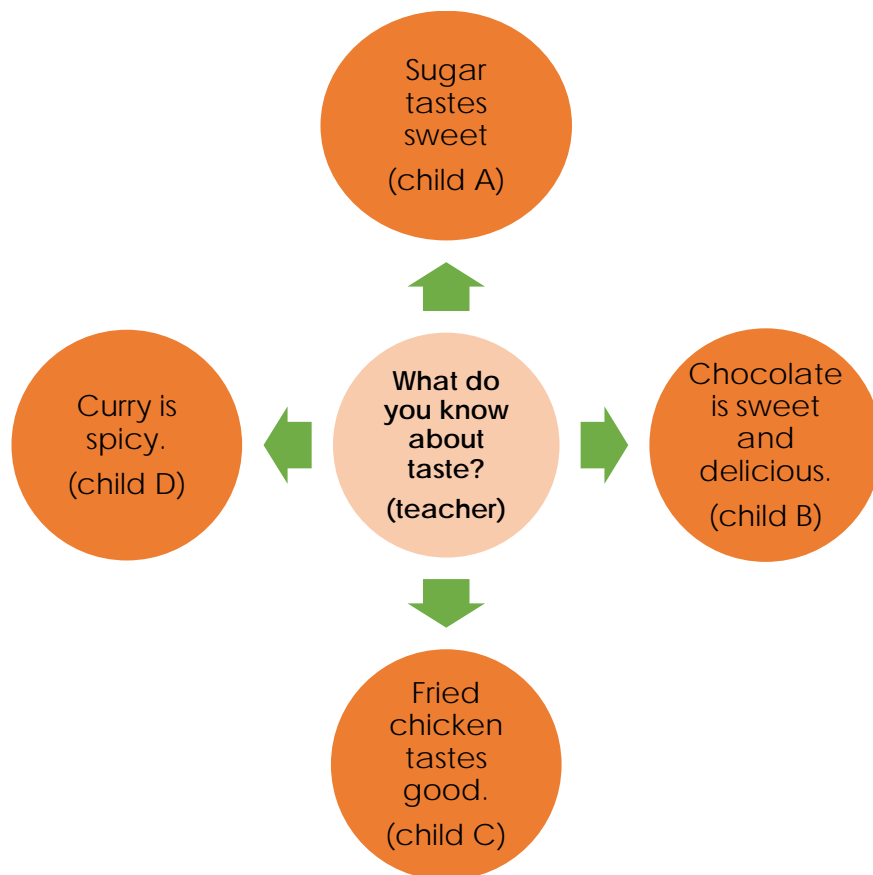 Sugar
tastes
sweet
(child A)
Curry is
spicy.
(child D)
What do
you know
about
taste?
(teacher)
Chocolate
is sweet
and
delicious.
(child B)
Fried
chicken
tastes
good.
(child C)